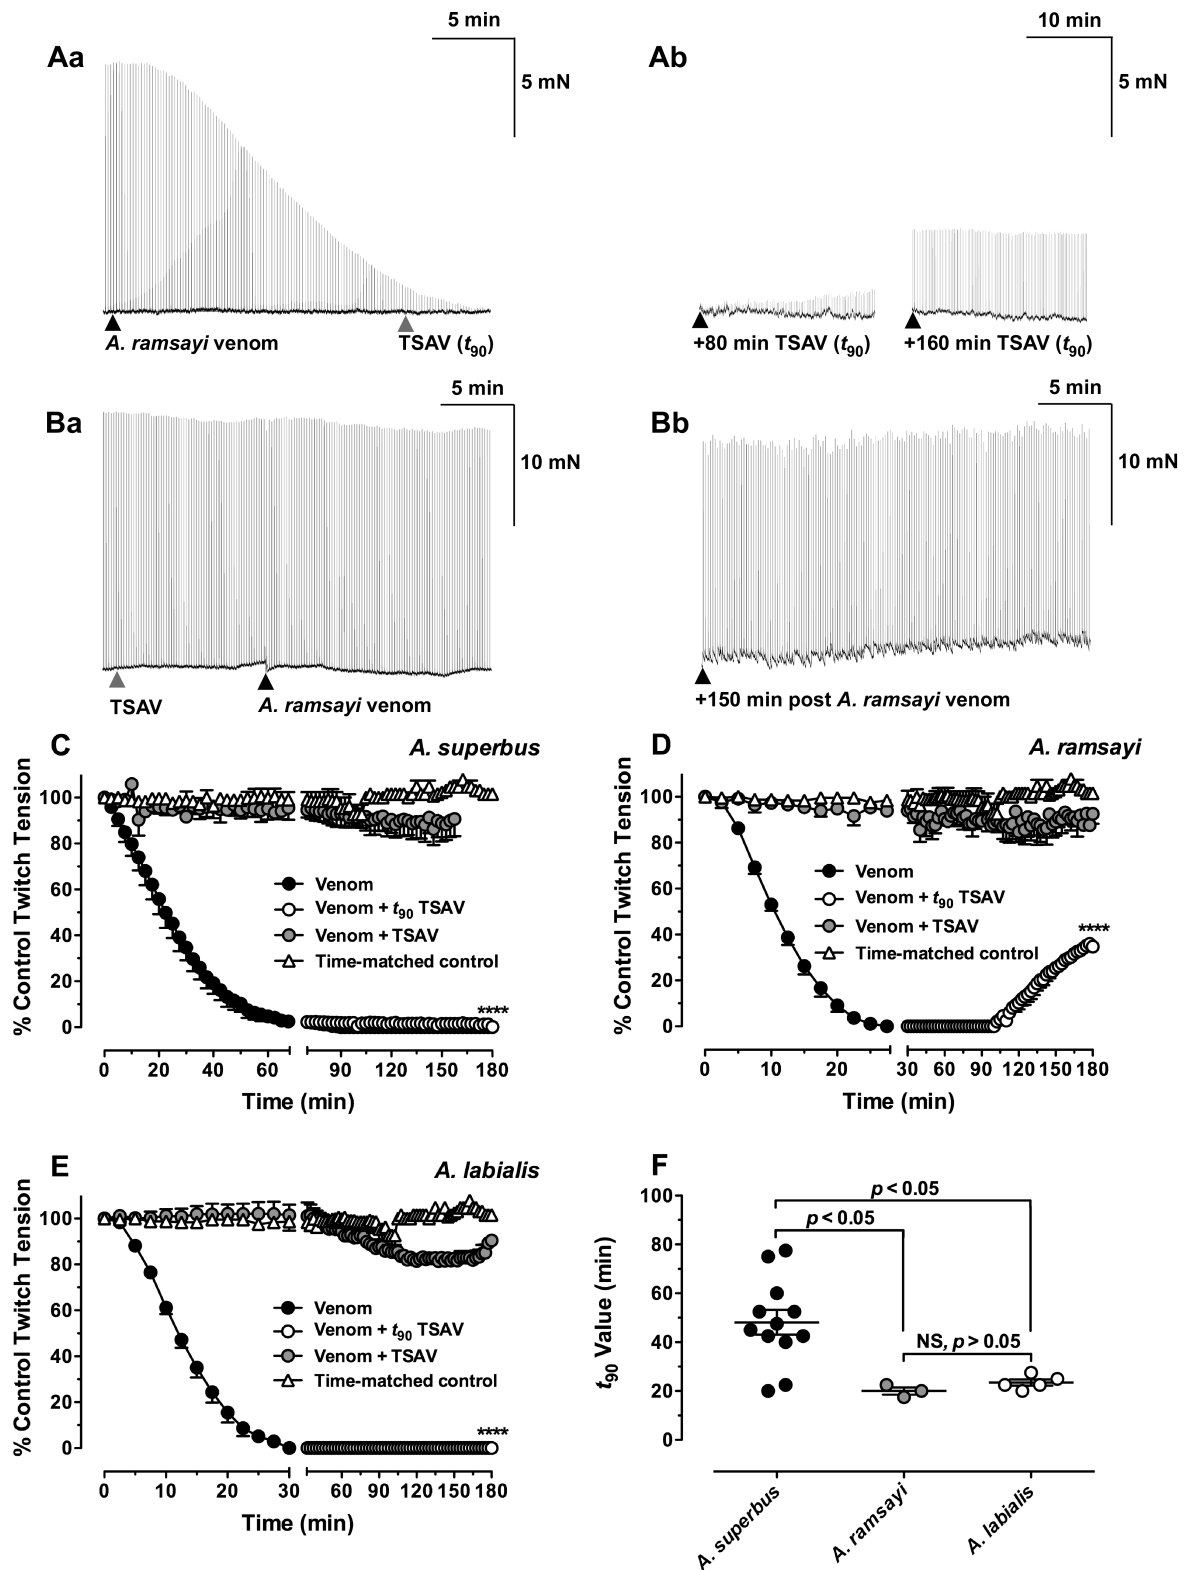 5 min
10 min
Aa
Ab
5 mN
5 mN
A. ramsayi venom
TSAV (t90)
+80 min TSAV (t90)
+160 min TSAV (t90)
5 min
5 min
Ba
Bb
10 mN
10 mN
TSAV
A. ramsayi venom
+150 min post A. ramsayi venom
C
A. superbus
% Control Twitch Tension
100
80
60
40
20
0
Venom
Venom + t90 TSAV
Venom + TSAV
Time-matched control
****
0 20 40 60 90 120 150 180
Time (min)
D
A. ramsayi
% Control Twitch Tension
100
80
60
40
20
0
Venom
Venom + t90 TSAV
Venom + TSAV
Time-matched control
****
0 10 20 30 60 90 120 150 180
Time (min)
E
A. labialis
% Control Twitch Tension
100
80
60
40
20
0
Venom
Venom + t90 TSAV
Venom + TSAV
Time-matched control
****
0 10 20 30 60 90 120 150 180
Time (min)
F
t90 Value (min)
100
80
60
40
20
0
p < 0.05
p < 0.05
NS, p > 0.05
A. superbus
A. ramsayi
A. labialis